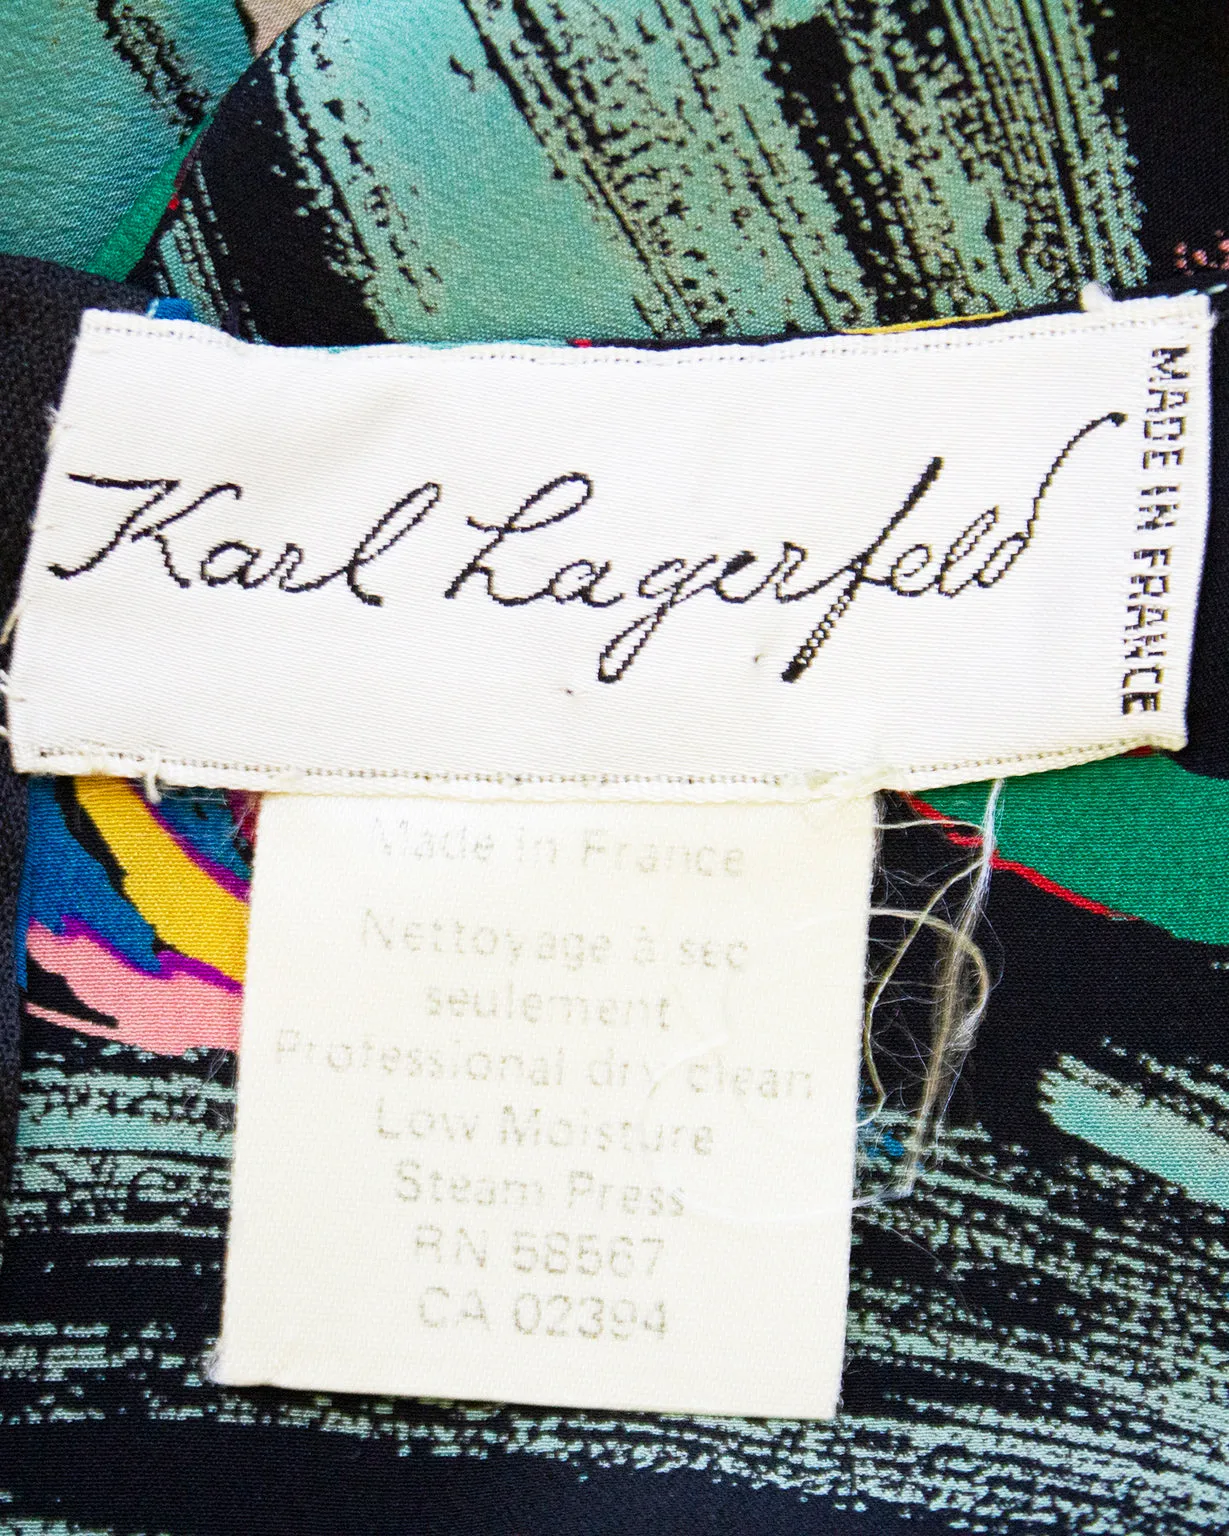 Karl Lagerfeld
MADE IN FRANCE
Made in France
Nettoyage à sec
seulement
Professional dry clean
Low Moisture
Steam Press
RN 58567
CA 02394